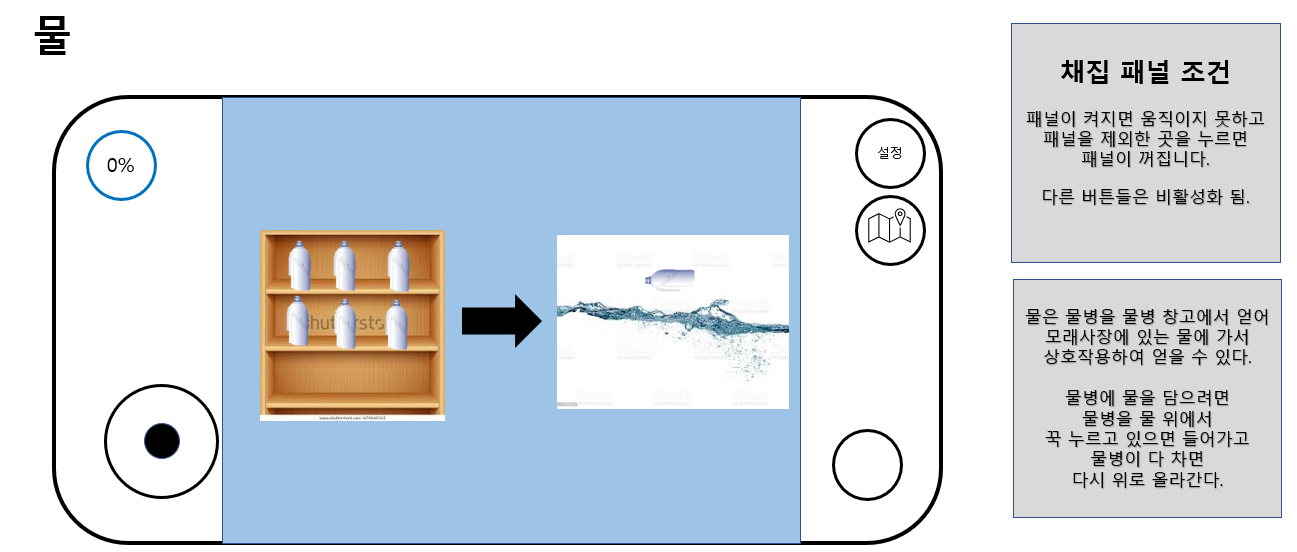 물
채집 패널 조건
패널이 켜지면 움직이지 못하고
패널을 제외한 곳을 누르면
패널이 꺼집니다.
다른 버튼들은 비활성화 됨.
0%
설정
shutterstock
www.shutterstock.com
물은 물병을 물병 창고에서 얻어
모래사장에 있는 물에 가서
상호작용하여 얻을 수 있다.
물병에 물을 담으려면
물병을 물 위에서
꾹 누르고 있으면 들어가고
물병이 다 차면
다시 위로 올라간다.